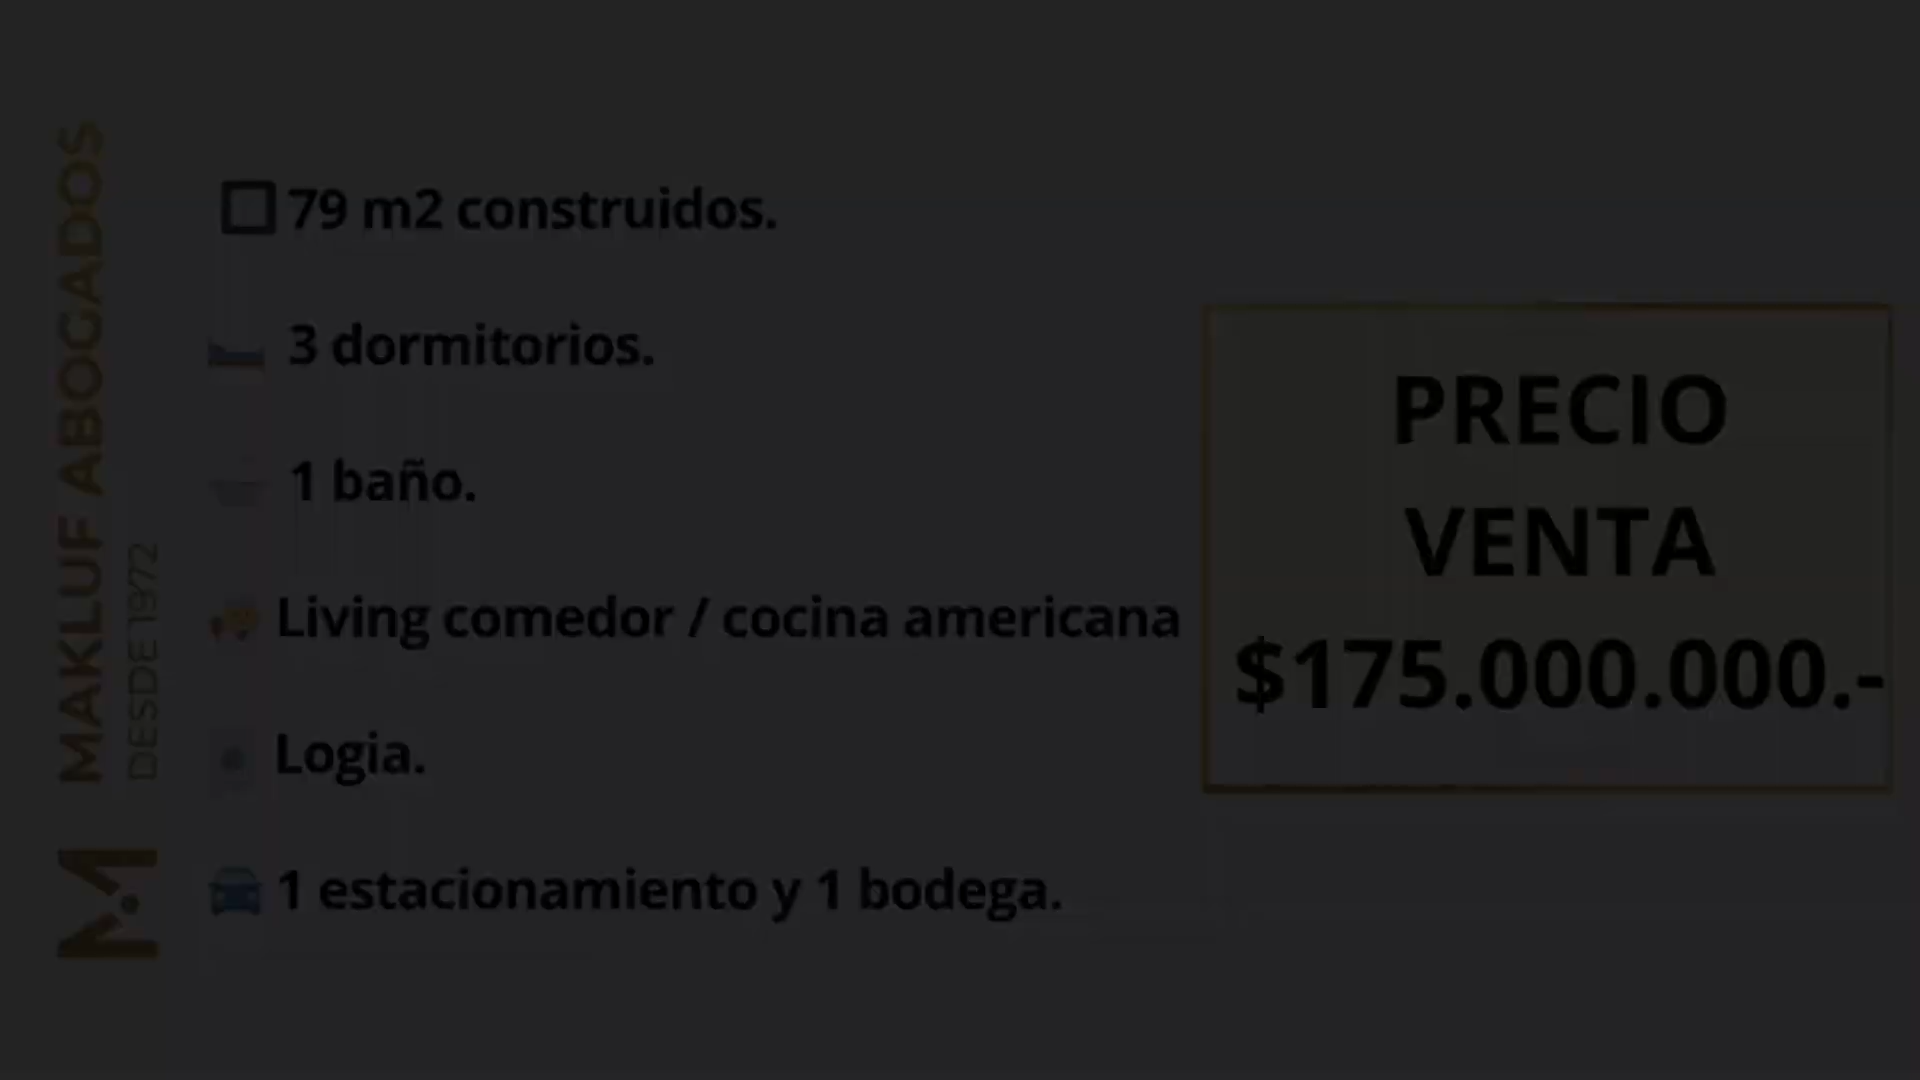 MAKLUF ABOGADOS
DESDE 1972
79 m2 construidos.
3 dormitorios.
1 baño.
Living comedor / cocina americana
Logia.
1 estacionamiento y 1 bodega.
PRECIO
VENTA
$175.000.000.-